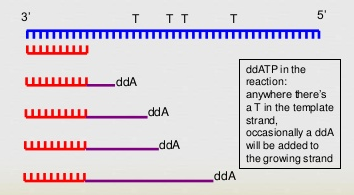 3' T T T T 5'
ddA
ddATP in the
reaction:
anywhere there's
a T in the template
strand,
occasionally a ddA
will be added to
the growing strand
ddA
ddA
ddA